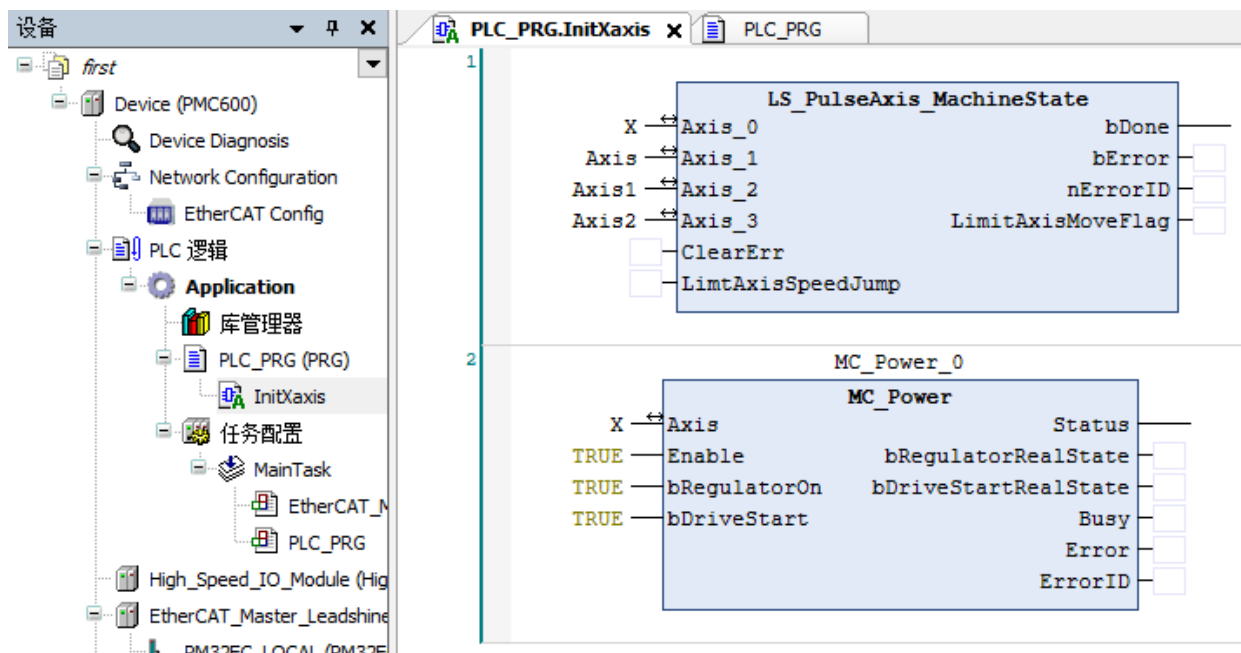 设备
first
Device (PMC600)
Device Diagnosis
Network Configuration
EtherCAT Config
PLC 逻辑
Application
库管理器
PLC_PRG (PRG)
InitXaxis
任务配置
MainTask
EtherCAT_M
PLC_PRG
High_Speed_IO_Module (Hig
EtherCAT_Master_Leadshine
PM32EC_LOCAL (PM32E
PLC_PRG.InitXaxis PLC_PRG
1
LS_PulseAxis_MachineState
X Axis_0 bDone
Axis Axis_1 bError
Axis1 Axis_2 nErrorID
Axis2 Axis_3 LimitAxisMoveFlag
ClearErr
LimtAxisSpeedJump
2
MC_Power_0
MC_Power
X Axis Status
TRUE Enable bRegulatorRealState
TRUE bRegulatorOn bDriveStartRealState
TRUE bDriveStart Busy
Error
ErrorID